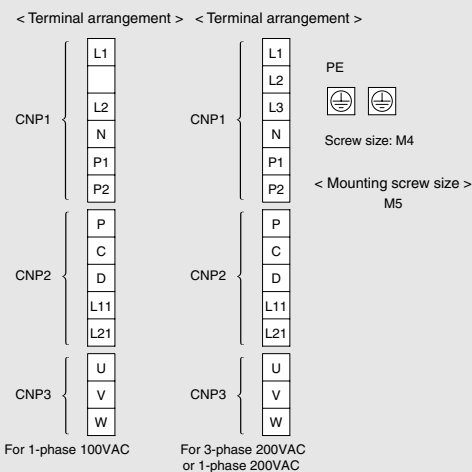 < Terminal arrangement >
CNP1
L1
L2
N
P1
P2
CNP2
P
C
D
L11
L21
CNP3
U
V
W
For 1-phase 100VAC
< Terminal arrangement >
CNP1
L1
L2
L3
N
P1
P2
CNP2
P
C
D
L11
L21
CNP3
U
V
W
For 3-phase 200VAC
or 1-phase 200VAC
PE
Screw size: M4
< Mounting screw size >
M5